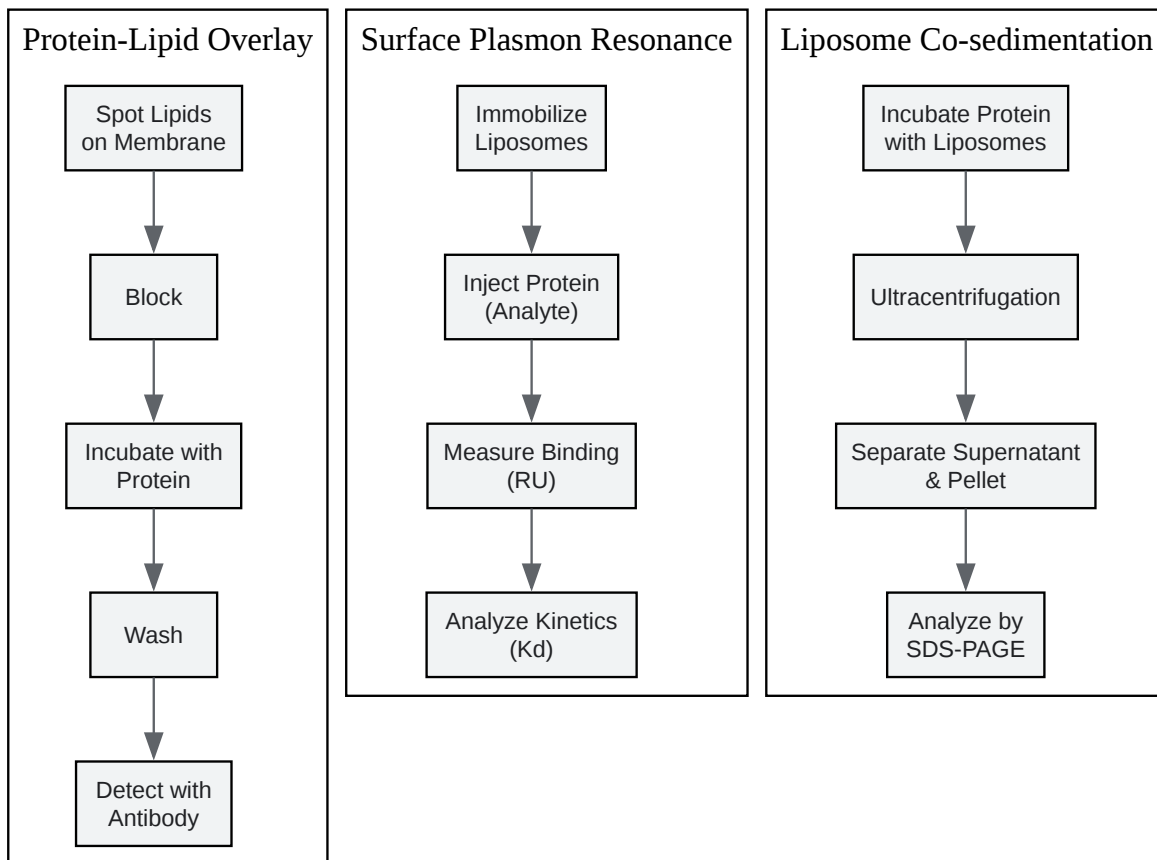 Protein-Lipid Overlay
Spot Lipids
on Membrane
Block
Incubate with
Protein
Wash
Detect with
Antibody
Surface Plasmon Resonance
Immobilize
Liposomes
Inject Protein
(Analyte)
Measure Binding
(RU)
Analyze Kinetics
(Kd)
Liposome Co-sedimentation
Incubate Protein
with Liposomes
Ultracentrifugation
Separate Supernatant
& Pellet
Analyze by
SDS-PAGE